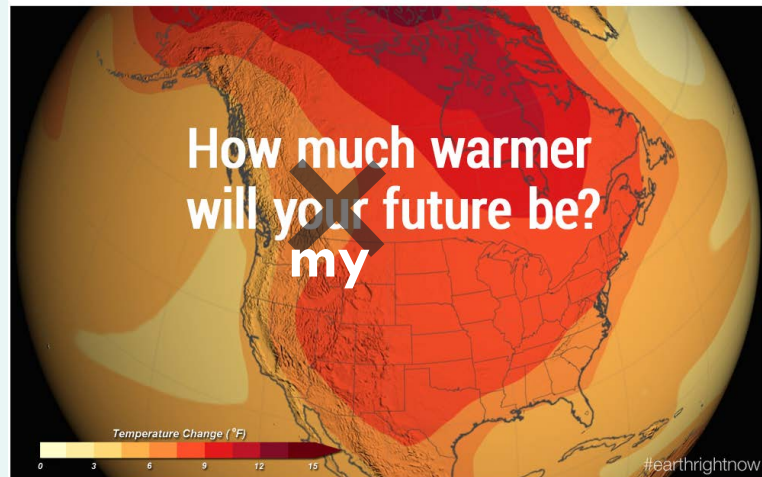 How much warmer
will your future be?
my
Temperature Change (°F)
0 3 6 9 12 15
#earthrightnow